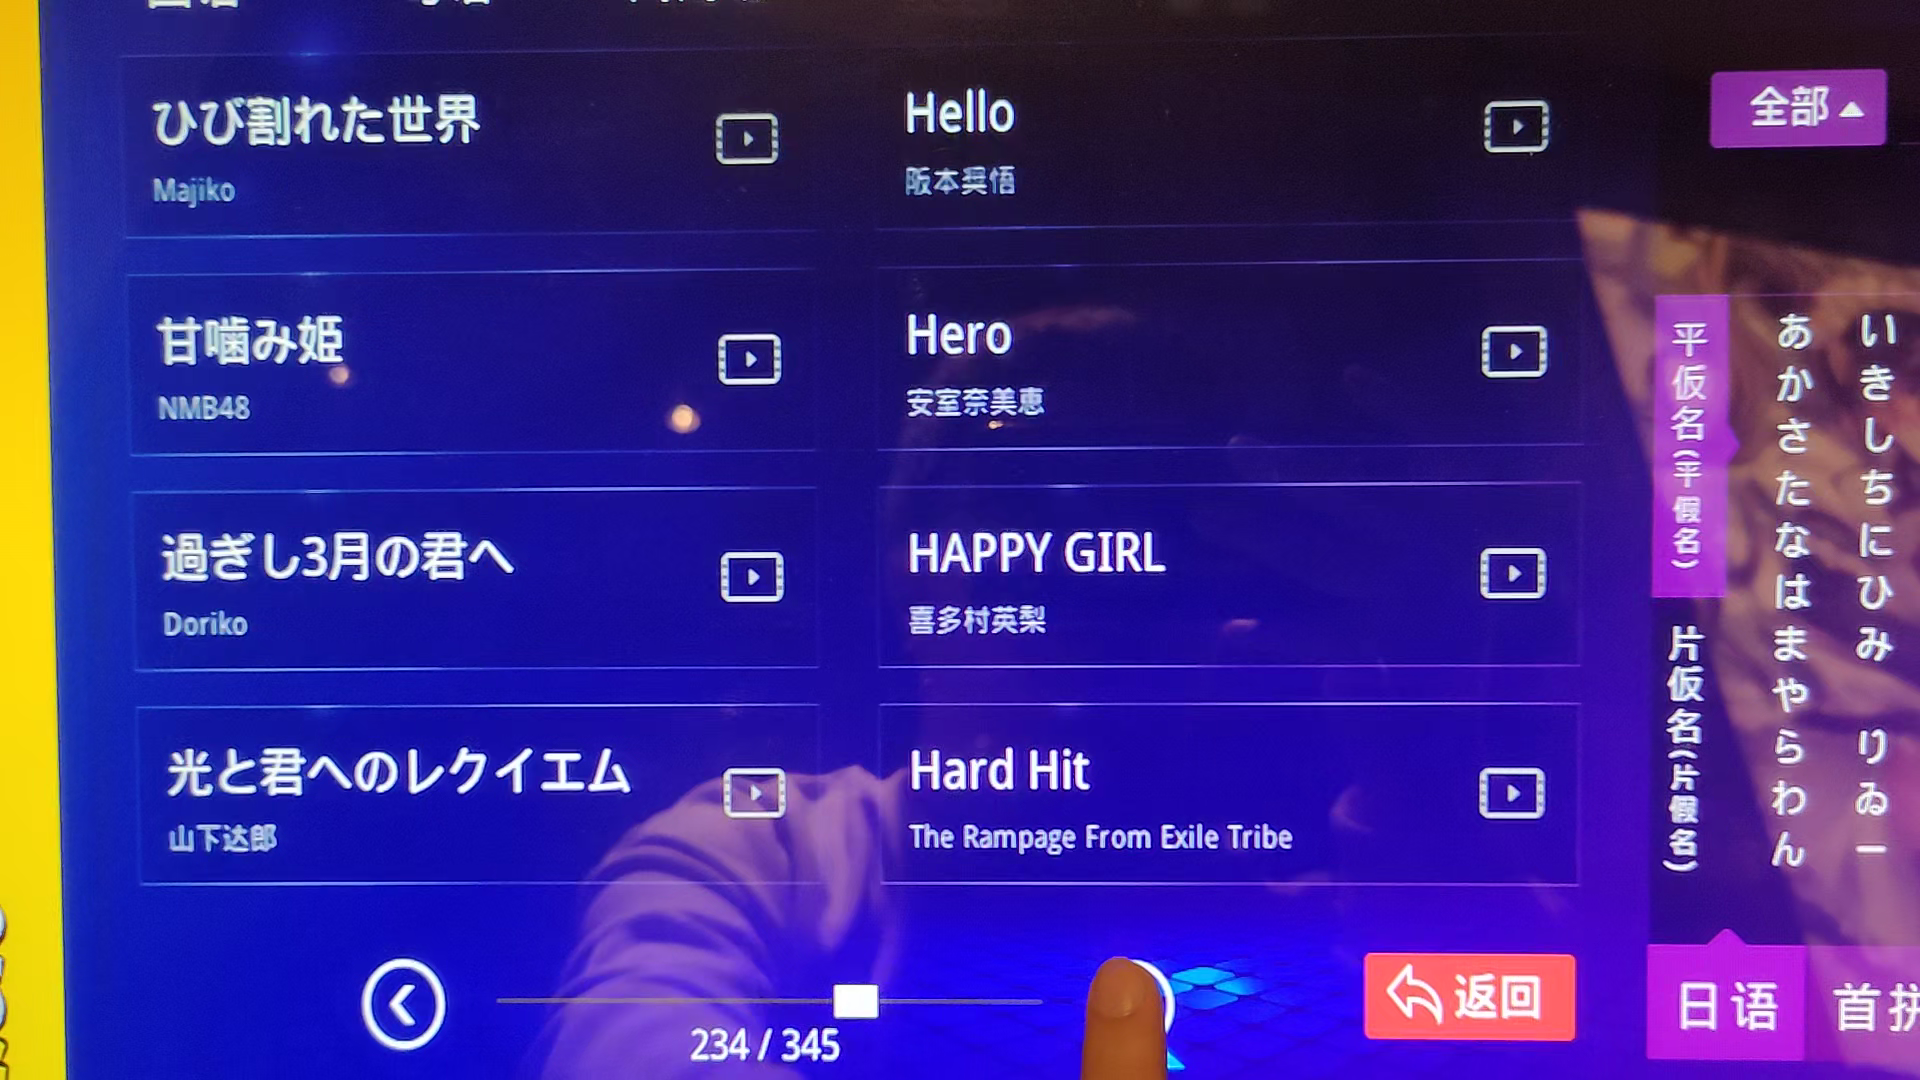 ひび割れた世界
Majiko
Hello
阪本奨悟
甘噛み姫
NMB48
Hero
安室奈美恵
過ぎし3月の君へ
Doriko
HAPPY GIRL
喜多村英梨
光と君へのレクイエム
山下达郎
Hard Hit
The Rampage From Exile Tribe
234 / 345
返回
全部
平仮名(平假名)
片仮名(片假名)
あかさたなはまやらわん
いきしちにひみ りゐー
日语
首拼